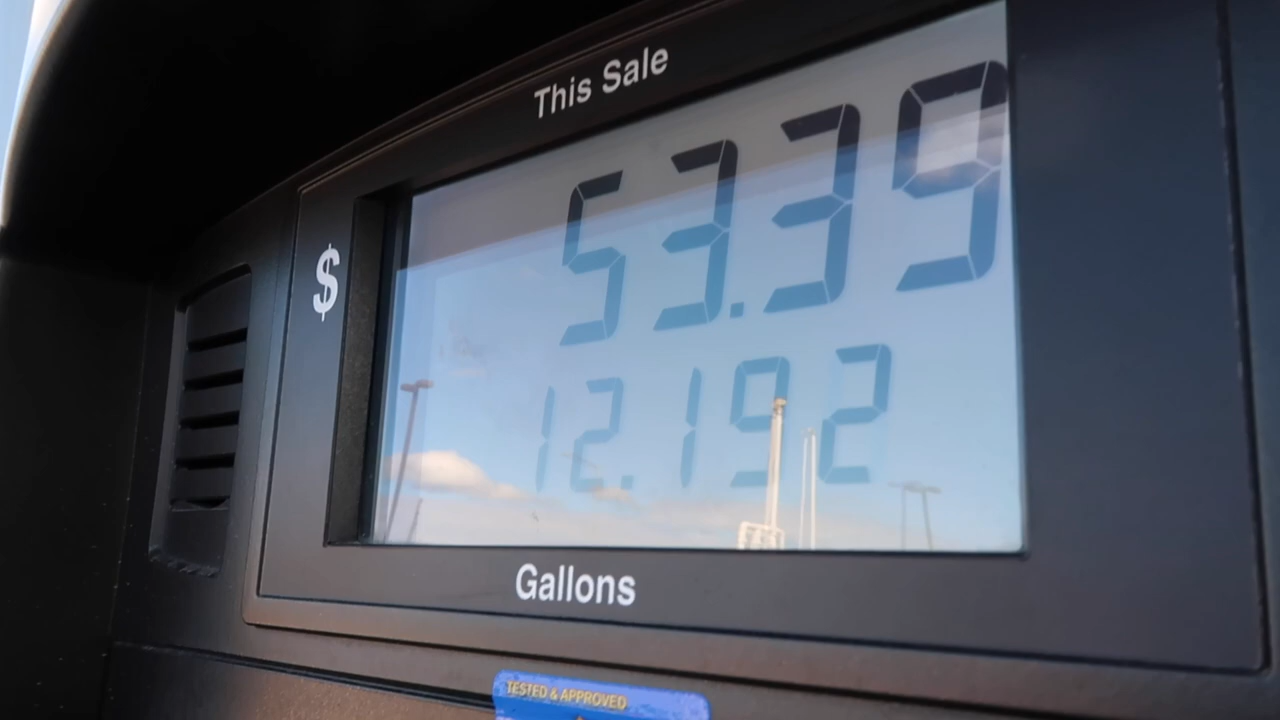 This Sale
$
53.39
12.192
Gallons
TESTED & APPROVED